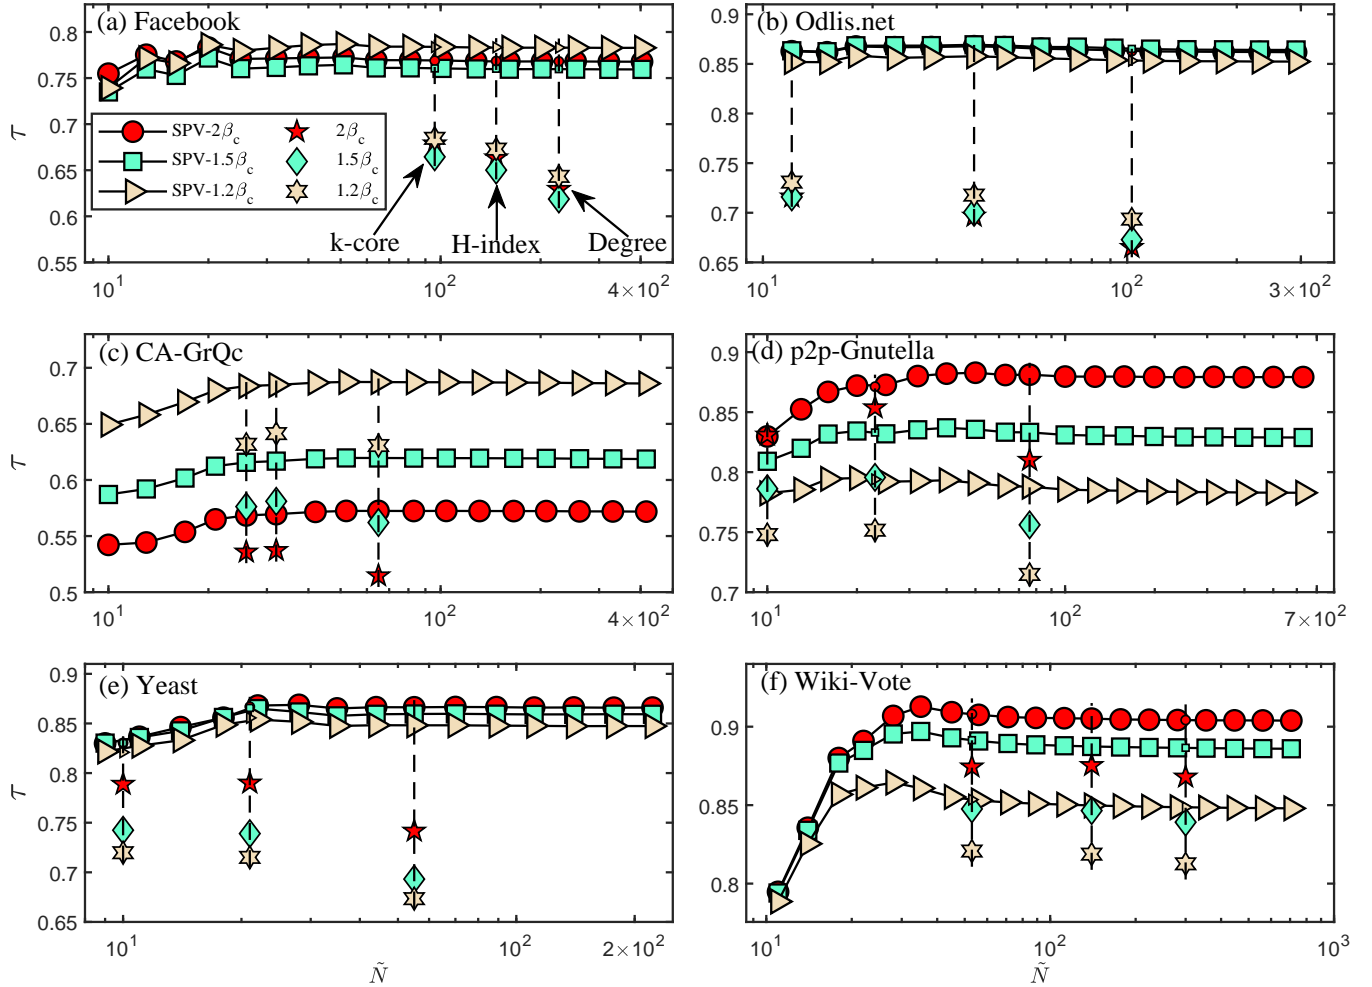 (a) Facebook
0.8
0.75
0.7
0.65
0.6
0.55
τ
SPV-2β_c 2β_c
SPV-1.5β_c 1.5β_c
SPV-1.2β_c 1.2β_c
k-core
H-index
Degree
10^1 10^2 4×10^2
(b) Odlis.net
0.9
0.85
0.8
0.75
0.7
0.65
10^1 10^2 3×10^2
(c) CA-GrQc
0.7
0.65
0.6
0.55
0.5
τ
10^1 10^2 4×10^2
(d) p2p-Gnutella
0.9
0.85
0.8
0.75
0.7
τ
10^1 10^2 7×10^2
(e) Yeast
0.9
0.85
0.8
0.75
0.7
0.65
τ
10^1 10^2 2×10^2
Ñ
(f) Wiki-Vote
0.9
0.85
0.8
τ
10^1 10^2 10^3
Ñ